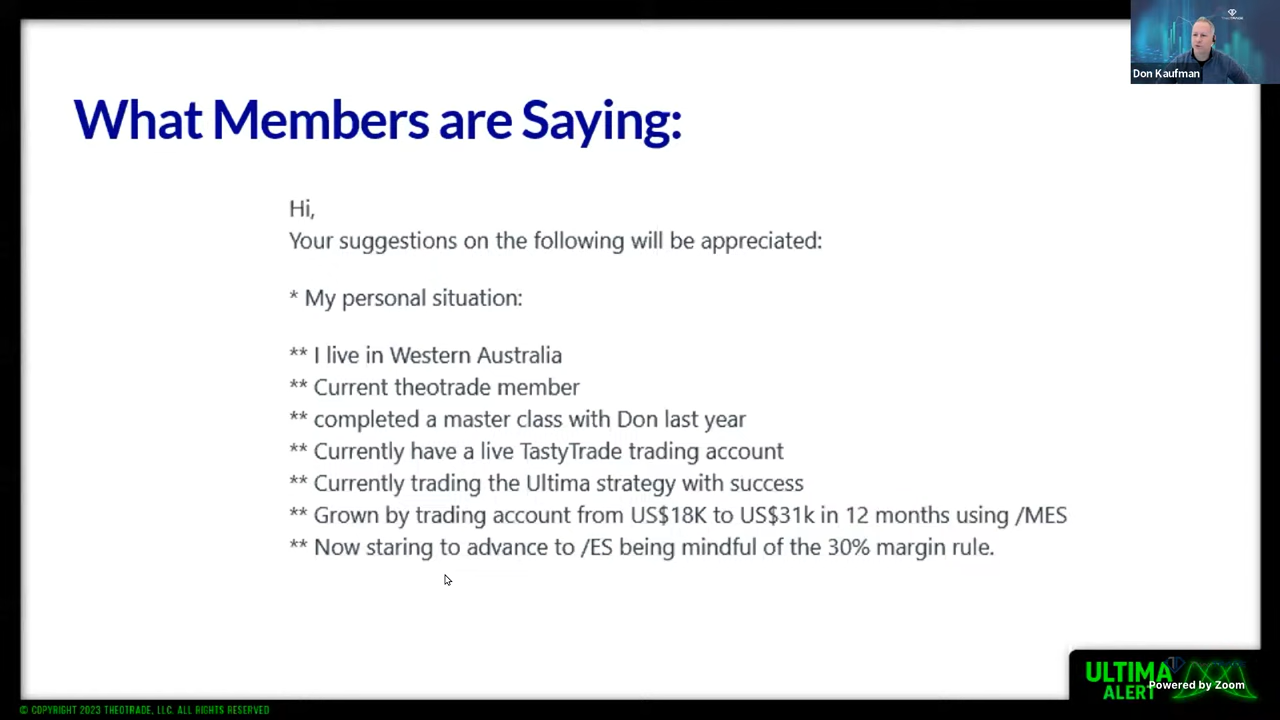 Don Kaufman
What Members are Saying:
Hi,
Your suggestions on the following will be appreciated:
* My personal situation:
** I live in Western Australia
** Current theotrade member
** completed a master class with Don last year
** Currently have a live TastyTrade trading account
** Currently trading the Ultima strategy with success
** Grown by trading account from US$18K to US$31k in 12 months using /MES
** Now staring to advance to /ES being mindful of the 30% margin rule.
ULTIMA
ALERT
Powered by Zoom
© COPYRIGHT 2023 THEOTRADE, LLC. ALL RIGHTS RESERVED